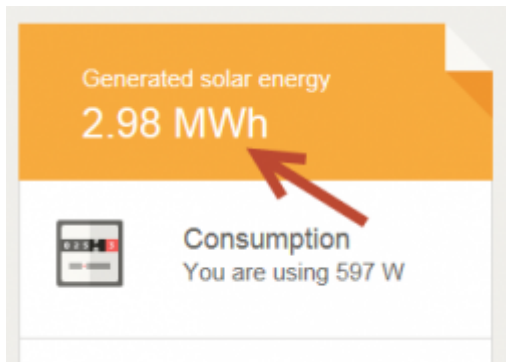 Generated solar energy
2.98 MWh
Consumption
You are using 597 W